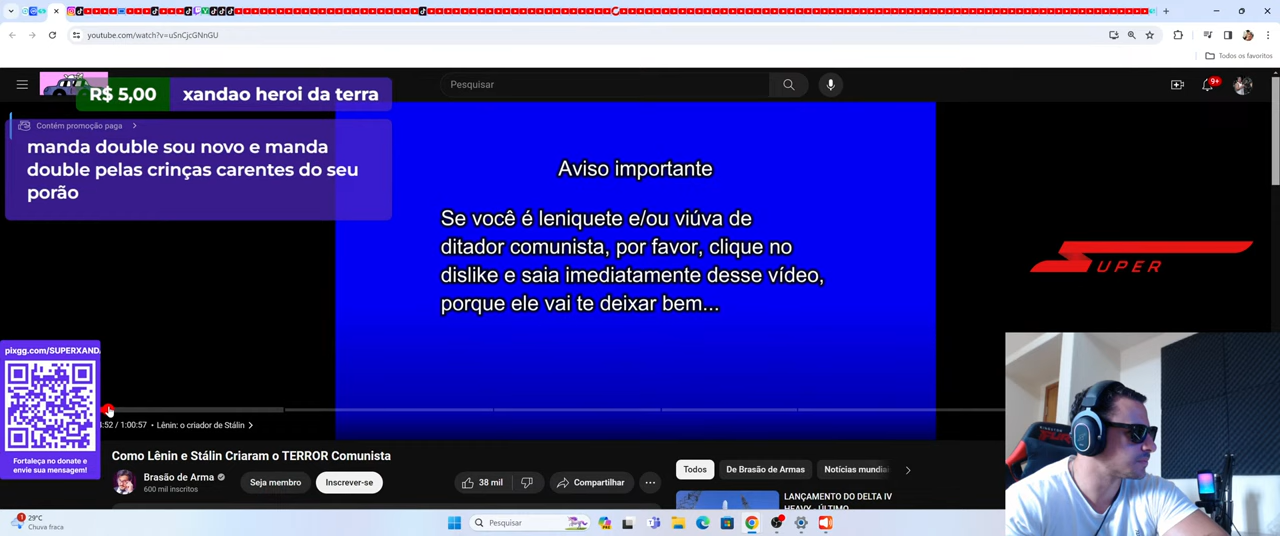 youtube.com/watch?v=uSnCjcGNnGU
Todos os favoritos
Pesquisar
9+
R$ 5,00
xandao heroi da terra
Contém promoção paga
manda double sou novo e manda
double pelas crinças carentes do seu
porão
Aviso importante
Se você é leniquete e/ou viúva de
ditador comunista, por favor, clique no
dislike e saia imediatamente desse vídeo,
porque ele vai te deixar bem...
SUPER
pixgg.com/SUPERXAND
Fortaleça no donate e
envie sua mensagem!
4:52 / 1:00:57 • Lênin: o criador de Stálin
Como Lênin e Stálin Criaram o TERROR Comunista
Brasão de Arma
600 mil inscritos
Seja membro
Inscrever-se
38 mil
Compartilhar
Todos
De Brasão de Armas
Notícias mundia
LANÇAMENTO DO DELTA IV
HEAVY - ÚLTIMO
29°C
Chuva fraca
Pesquisar